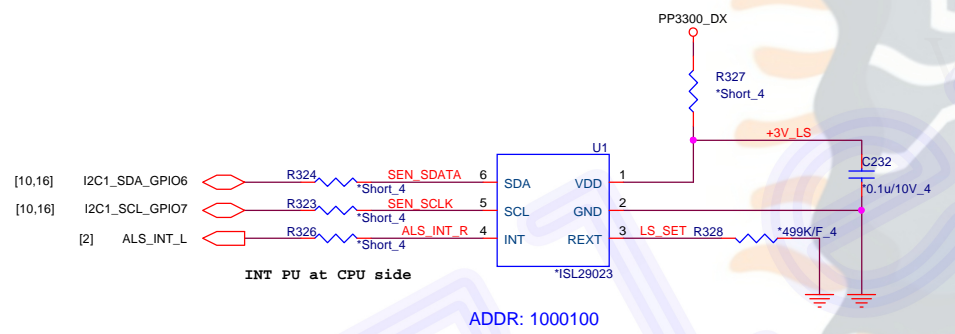 PP3300_DX
R327
*Short_4
+3V_LS
U1
C232
*0.1u/10V_4
[10,16] I2C1_SDA_GPIO6 R324 *Short_4 SEN_SDATA 6 SDA VDD 1
[10,16] I2C1_SCL_GPIO7 R323 *Short_4 SEN_SCLK 5 SCL GND 2
[2] ALS_INT_L R326 *Short_4 ALS_INT_R 4 INT REXT 3 LS_SET R328 *499K/F_4
INT PU at CPU side
*ISL29023
ADDR: 1000100